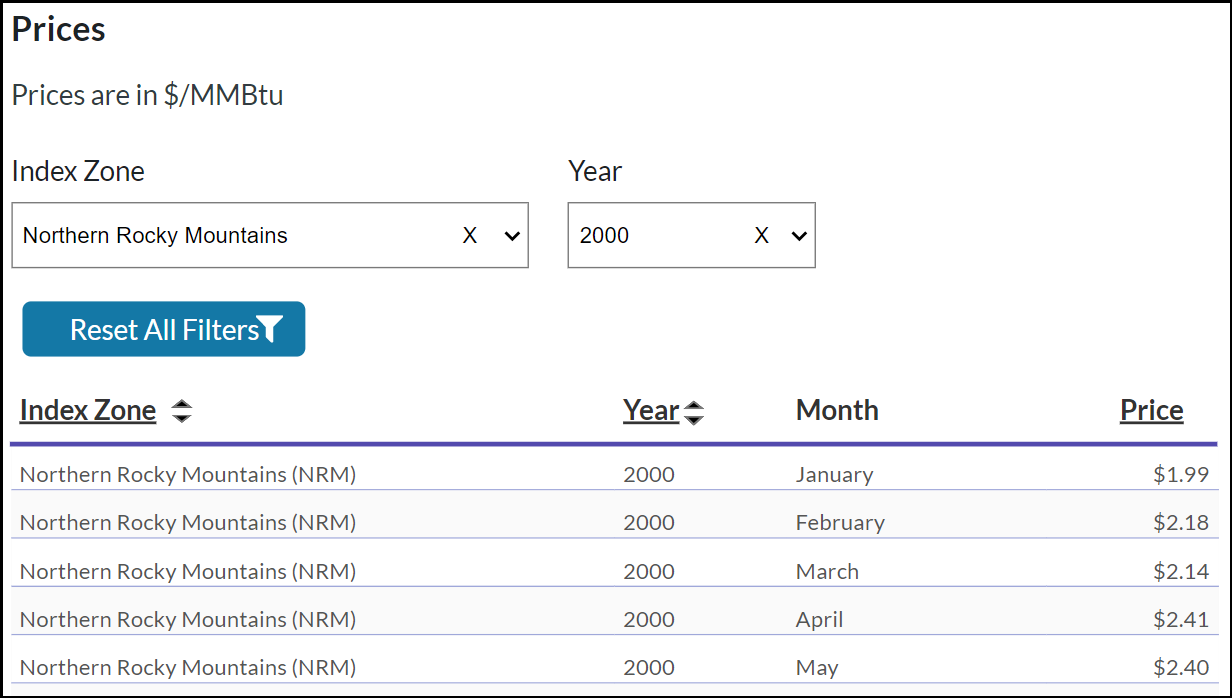 Prices
Prices are in $/MMBtu
Index Zone Year
Northern Rocky Mountains X 2000 X
Reset All Filters
Index Zone Year Month Price
Northern Rocky Mountains (NRM) 2000 January $1.99
Northern Rocky Mountains (NRM) 2000 February $2.18
Northern Rocky Mountains (NRM) 2000 March $2.14
Northern Rocky Mountains (NRM) 2000 April $2.41
Northern Rocky Mountains (NRM) 2000 May $2.40